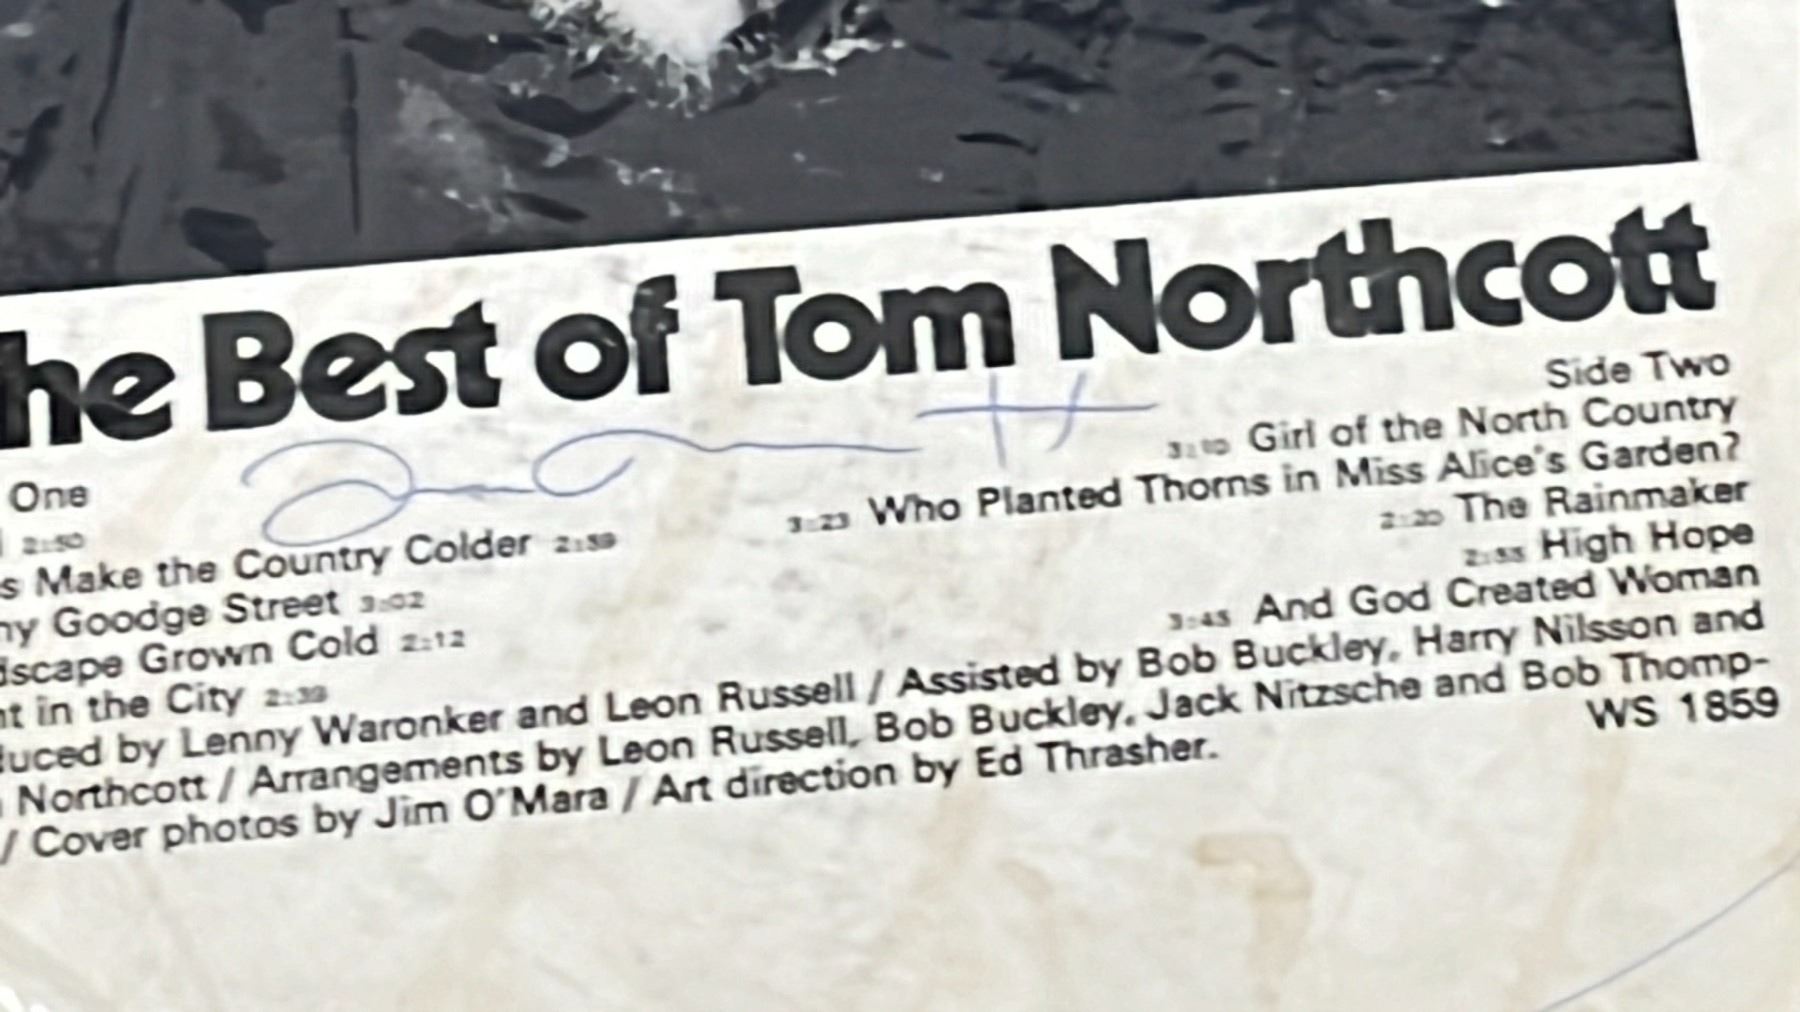 he Best of Tom Northcott
One
2:50
s Make the Country Colder 2:39
ny Goodge Street 3:02
dscape Grown Cold 2:12
ht in the City 2:39
Side Two
3:10 Girl of the North Country
3:23 Who Planted Thorns in Miss Alice's Garden?
2:20 The Rainmaker
High Hope
3:45 And God Created Woman
duced by Lenny Waronker and Leon Russell / Assisted by Bob Buckley, Harry Nilsson and
Northcott / Arrangements by Leon Russell, Bob Buckley, Jack Nitzsche and Bob Thomp-
/ Cover photos by Jim O'Mara / Art direction by Ed Thrasher.
WS 1859